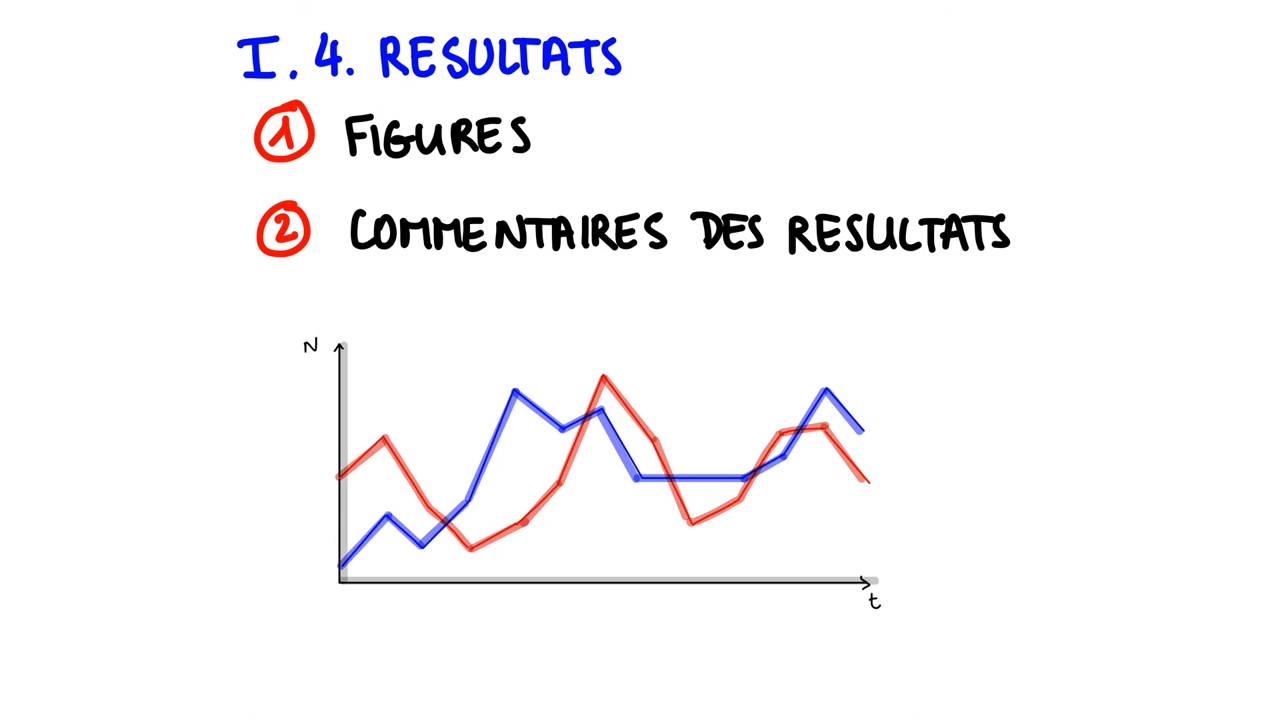 I.4. RESULTATS
1 FIGURES
2 COMMENTAIRES DES RESULTATS
N
t